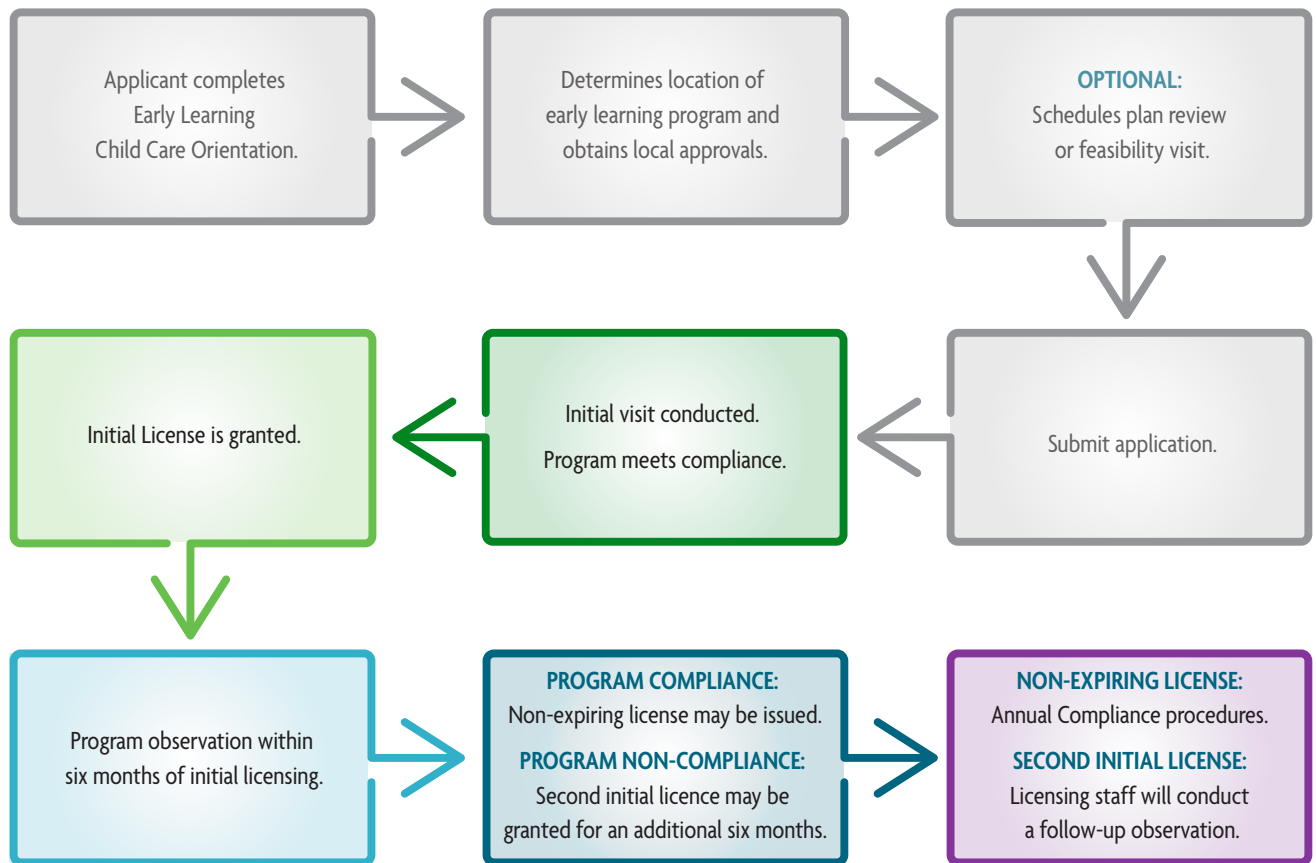 Applicant completes
Early Learning
Child Care Orientation.
Determines location of
early learning program and
obtains local approvals.
OPTIONAL:
Schedules plan review
or feasibility visit.
Submit application.
Initial visit conducted.
Program meets compliance.
Initial License is granted.
Program observation within
six months of initial licensing.
PROGRAM COMPLIANCE:
Non-expiring license may be issued.
PROGRAM NON-COMPLIANCE:
Second initial licence may be
granted for an additional six months.
NON-EXPIRING LICENSE:
Annual Compliance procedures.
SECOND INITIAL LICENSE:
Licensing staff will conduct
a follow-up observation.